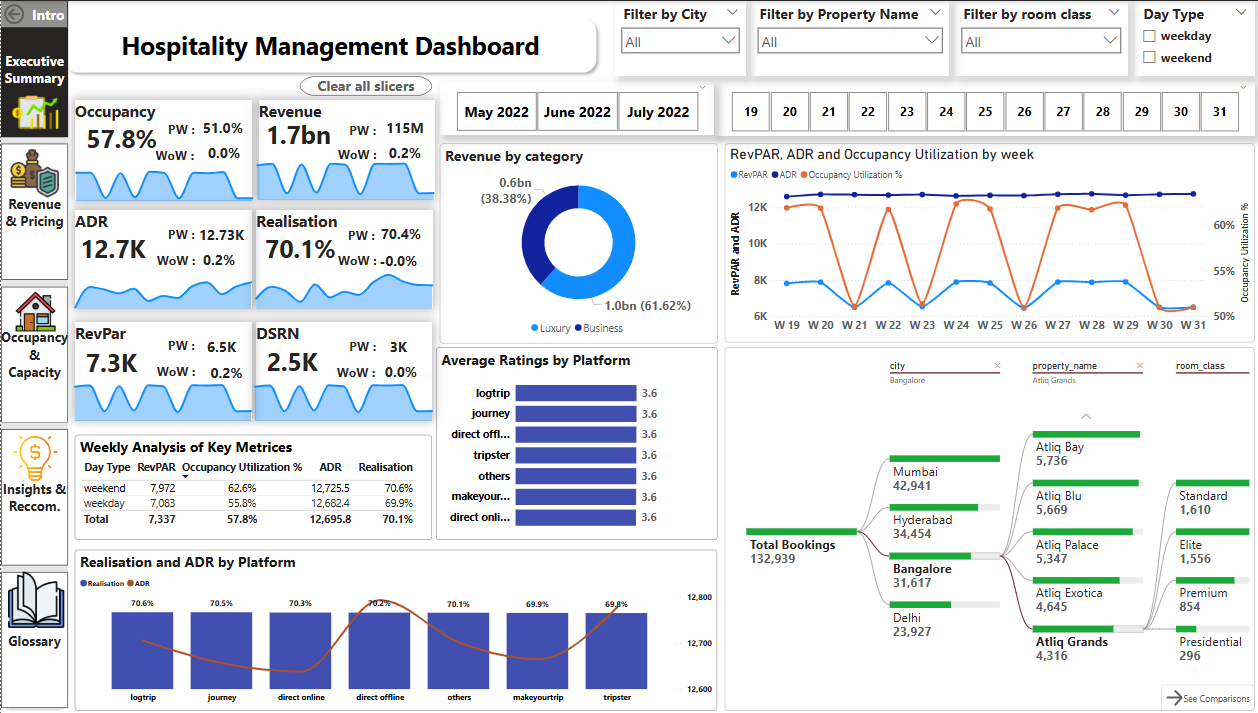 Intro
Executive
Summary
Revenue
& Pricing
Occupancy
&
Capacity
Insights &
Reccom.
Glossary
Hospitality Management Dashboard
Filter by City
All
Filter by Property Name
All
Filter by room class
All
Day Type
weekday
weekend
Clear all slicers
May 2022 June 2022 July 2022
19 20 21 22 23 24 25 26 27 28 29 30 31
Occupancy
57.8%
PW : 51.0%
WoW : 0.0%
Revenue
1.7bn
PW : 115M
WoW : 0.2%
ADR
12.7K
PW : 12.73K
WoW : 0.2%
Realisation
70.1%
PW : 70.4%
WoW : -0.0%
RevPar
7.3K
PW : 6.5K
WoW : 0.2%
DSRN
2.5K
PW : 3K
WoW : 0.0%
Revenue by category
0.6bn
(38.38%)
1.0bn (61.62%)
Luxury Business
RevPAR, ADR and Occupancy Utilization by week
RevPAR ADR Occupancy Utilization %
RevPAR and ADR
12K
10K
8K
6K
60%
55%
50%
Occupancy Utilization %
W 19 W 20 W 21 W 22 W 23 W 24 W 25 W 26 W 27 W 28 W 29 W 30 W 31
Average Ratings by Platform
logtrip 3.6
journey 3.6
direct offl... 3.6
tripster 3.6
others 3.6
makeyour... 3.6
direct onli... 3.6
Weekly Analysis of Key Metrices
Day Type RevPAR Occupancy Utilization % ADR Realisation
weekend 7,972 62.6% 12,725.5 70.6%
weekday 7,083 55.8% 12,682.4 69.9%
Total 7,337 57.8% 12,695.8 70.1%
Realisation and ADR by Platform
Realisation ADR
70.6% 70.5% 70.3% 70.2% 70.1% 69.9% 69.8%
12,800
12,700
12,600
logtrip journey direct online direct offline others makeyourtrip tripster
city
Bangalore
property_name
Atliq Grands
room_class
Total Bookings
132,939
Mumbai
42,941
Hyderabad
34,454
Bangalore
31,617
Delhi
23,927
Atliq Bay
5,736
Atliq Blu
5,669
Atliq Palace
5,347
Atliq Exotica
4,645
Atliq Grands
4,316
Standard
1,610
Elite
1,556
Premium
854
Presidential
296
See Comparisons